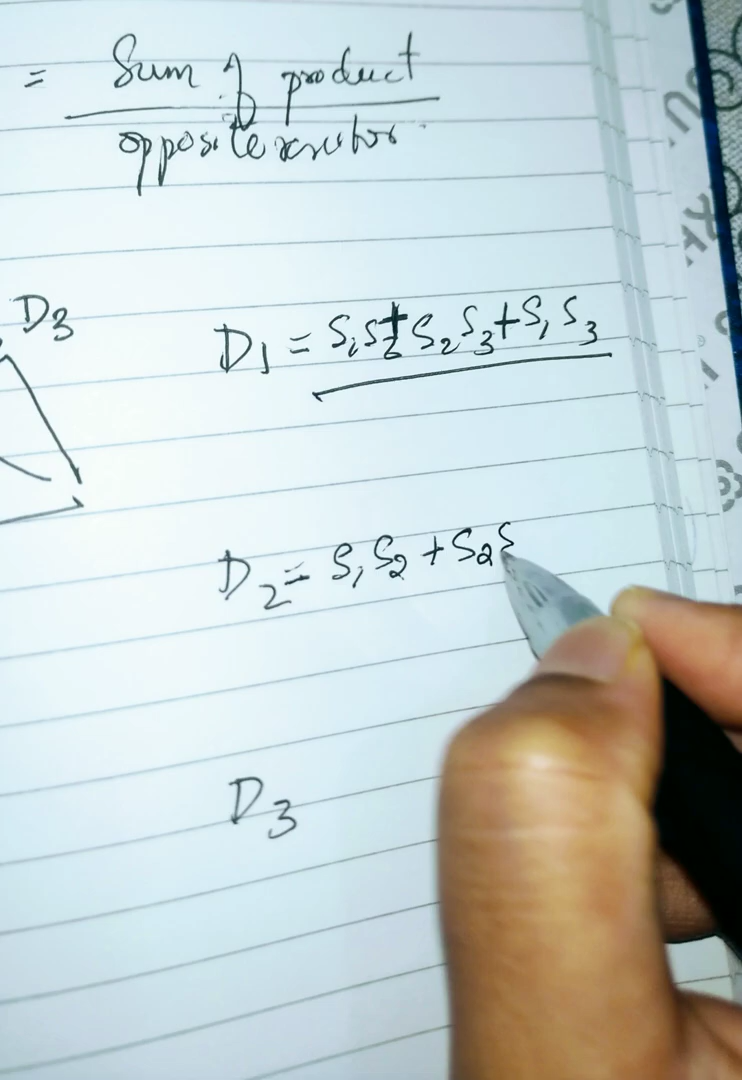 = Sum of product
opposite resistor
D3
D1 = S1S2+S2S3+S1S3
D2 = S1S2+S2S
D3